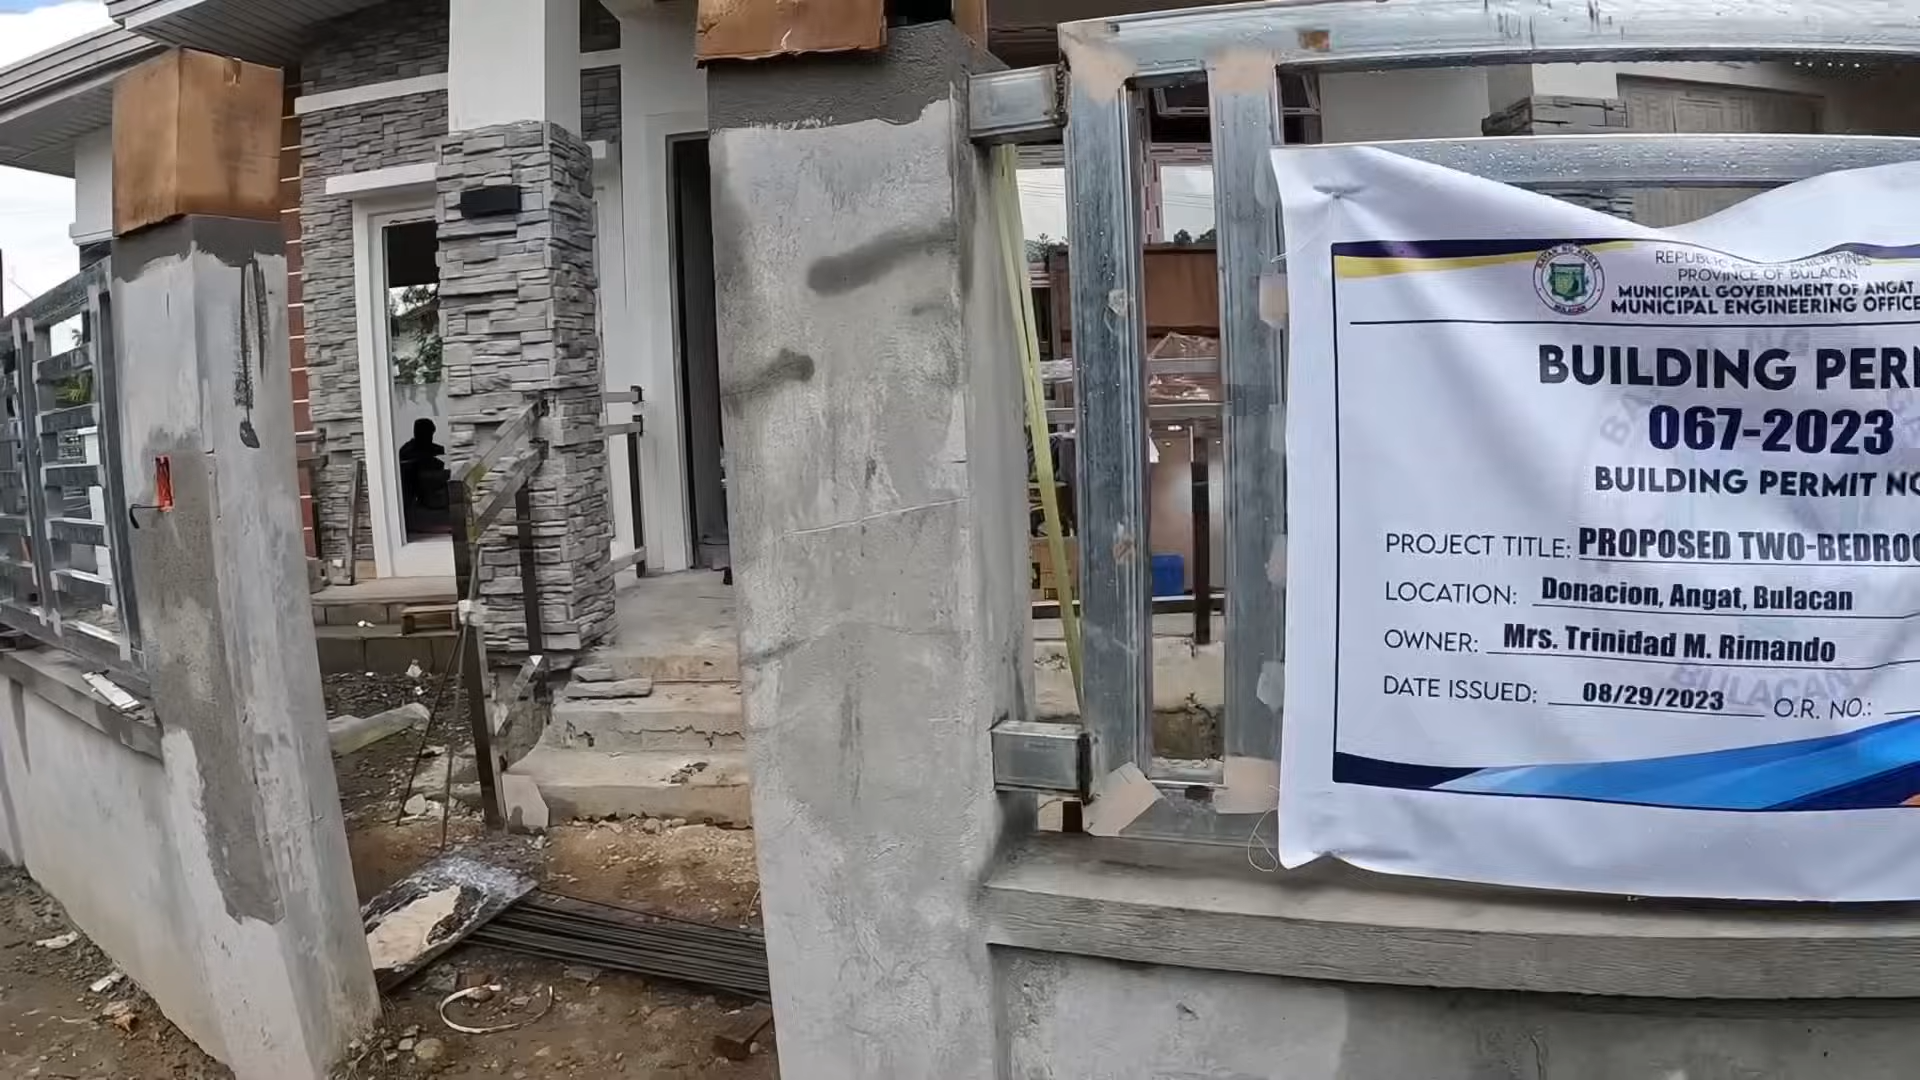 REPUBLIC PHILIPPINES
PROVINCE OF BULACAN
MUNICIPAL GOVERNMENT OF ANGAT
MUNICIPAL ENGINEERING OFFICE
BUILDING PER
067-2023
BUILDING PERMIT NO
PROJECT TITLE: PROPOSED TWO-BEDROO
LOCATION: Donacion, Angat, Bulacan
OWNER: Mrs. Trinidad M. Rimando
DATE ISSUED: 08/29/2023 O.R. NO.: